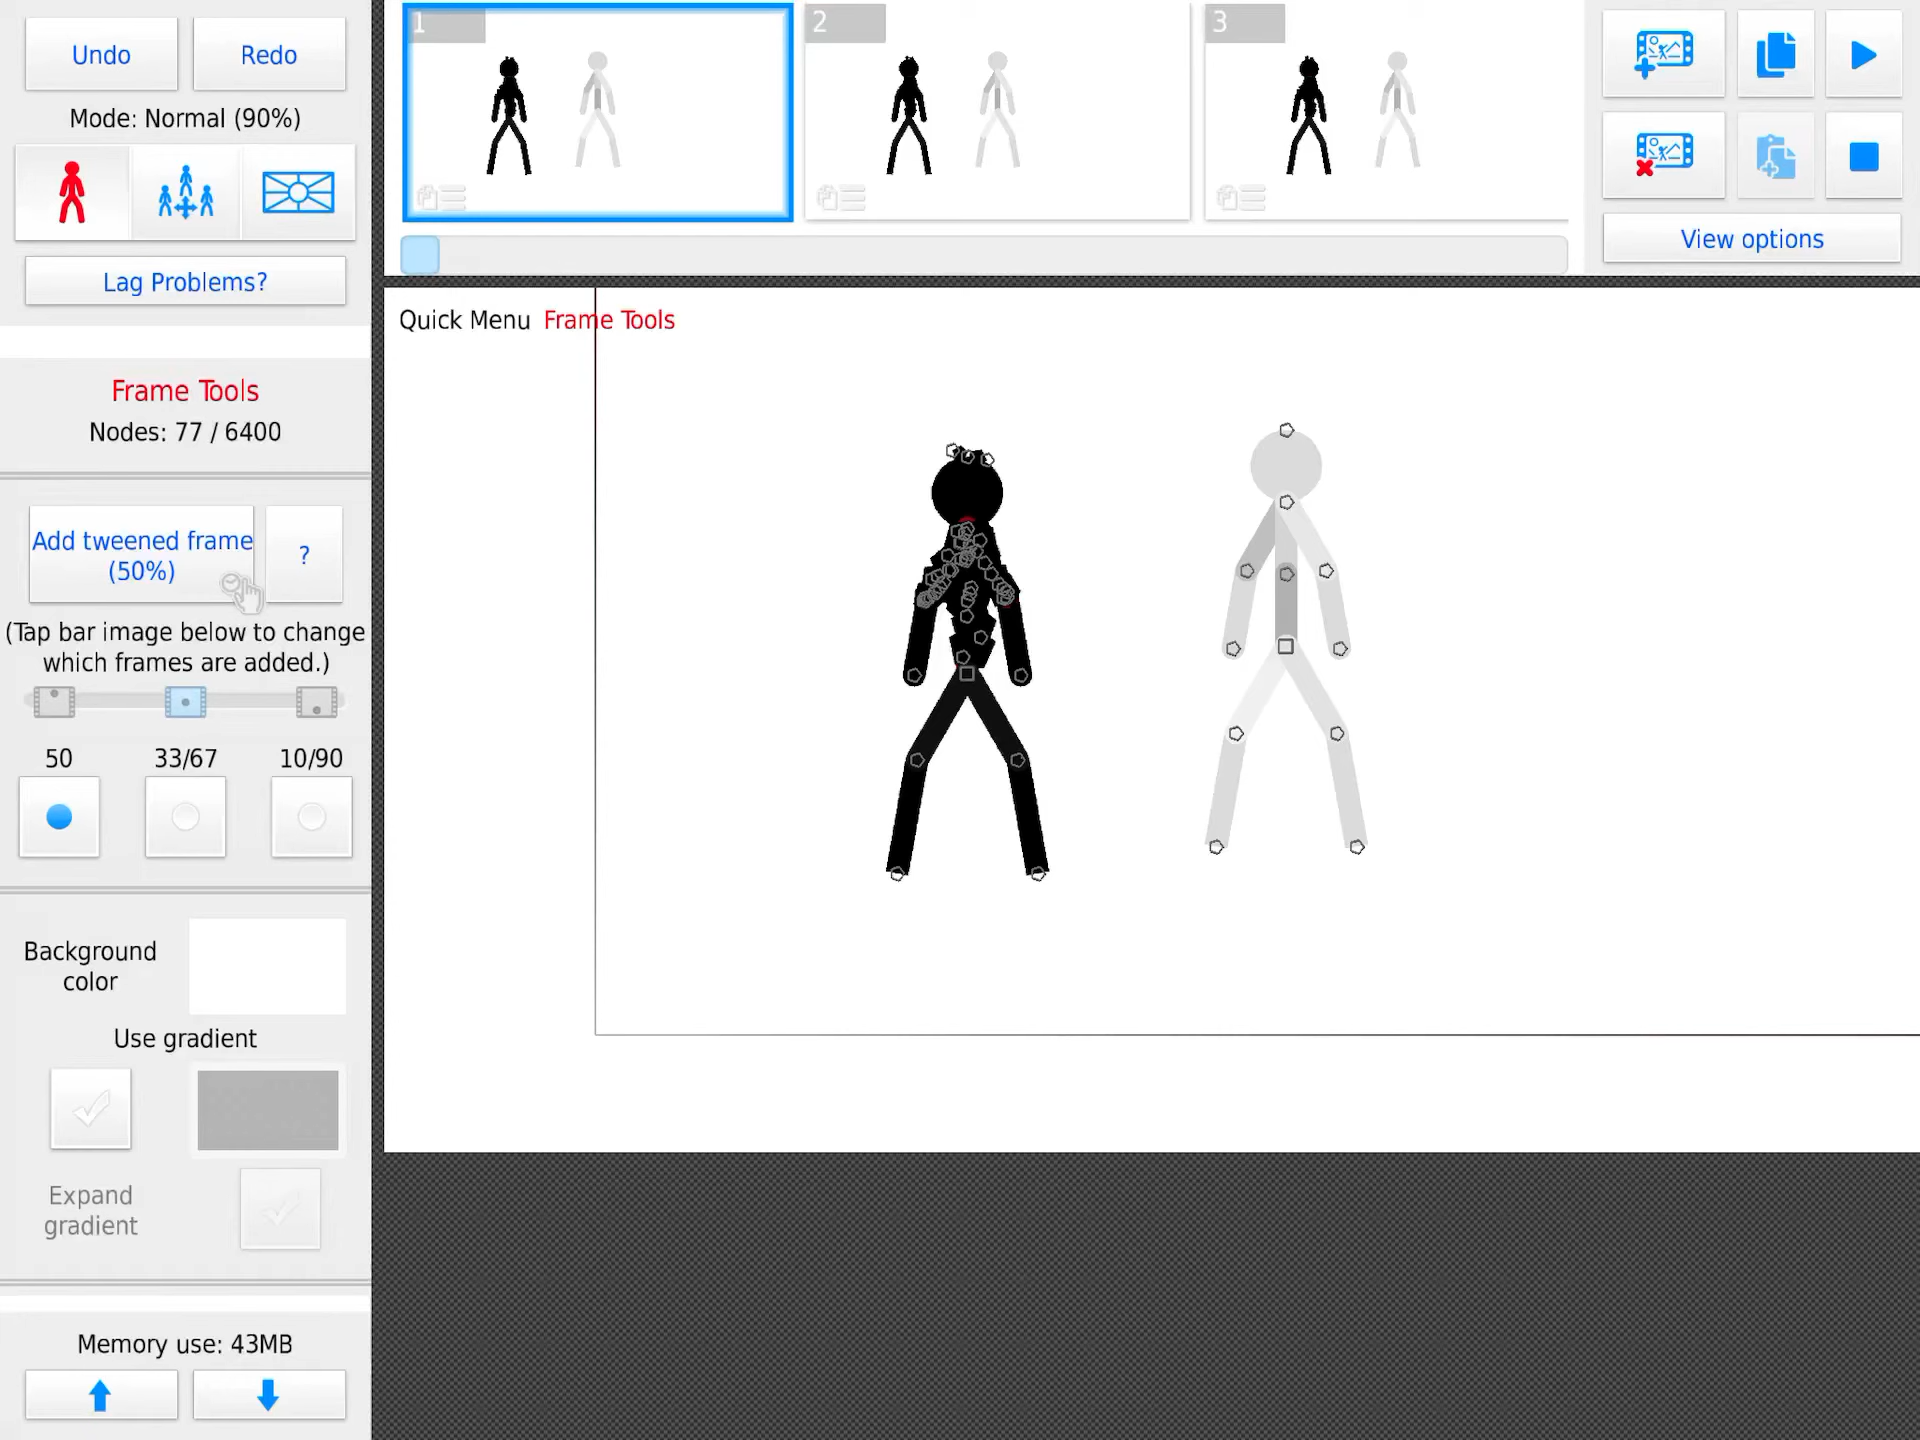 Undo
Redo
Mode: Normal (90%)
Lag Problems?
Frame Tools
Nodes: 77 / 6400
Add tweened frame
(50%)
?
(Tap bar image below to change
which frames are added.)
50
33/67
10/90
Background
color
Use gradient
Expand
gradient
Memory use: 43MB
1
2
3
View options
Quick Menu
Frame Tools